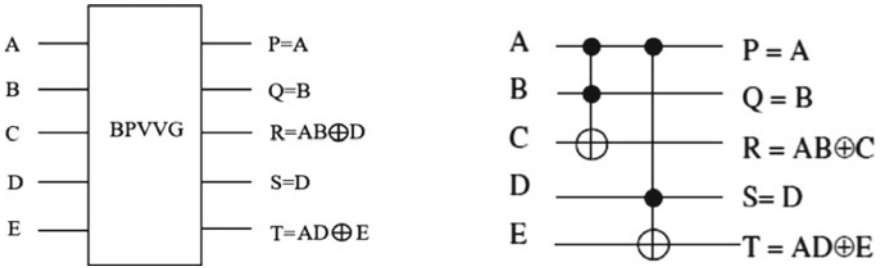 A
P=A
B
Q=B
BPVVG
C
R=AB⊕D
D
S=D
E
T=AD⊕E
A
P = A
B
Q = B
C
R = AB⊕C
D
S= D
E
T = AD⊕E